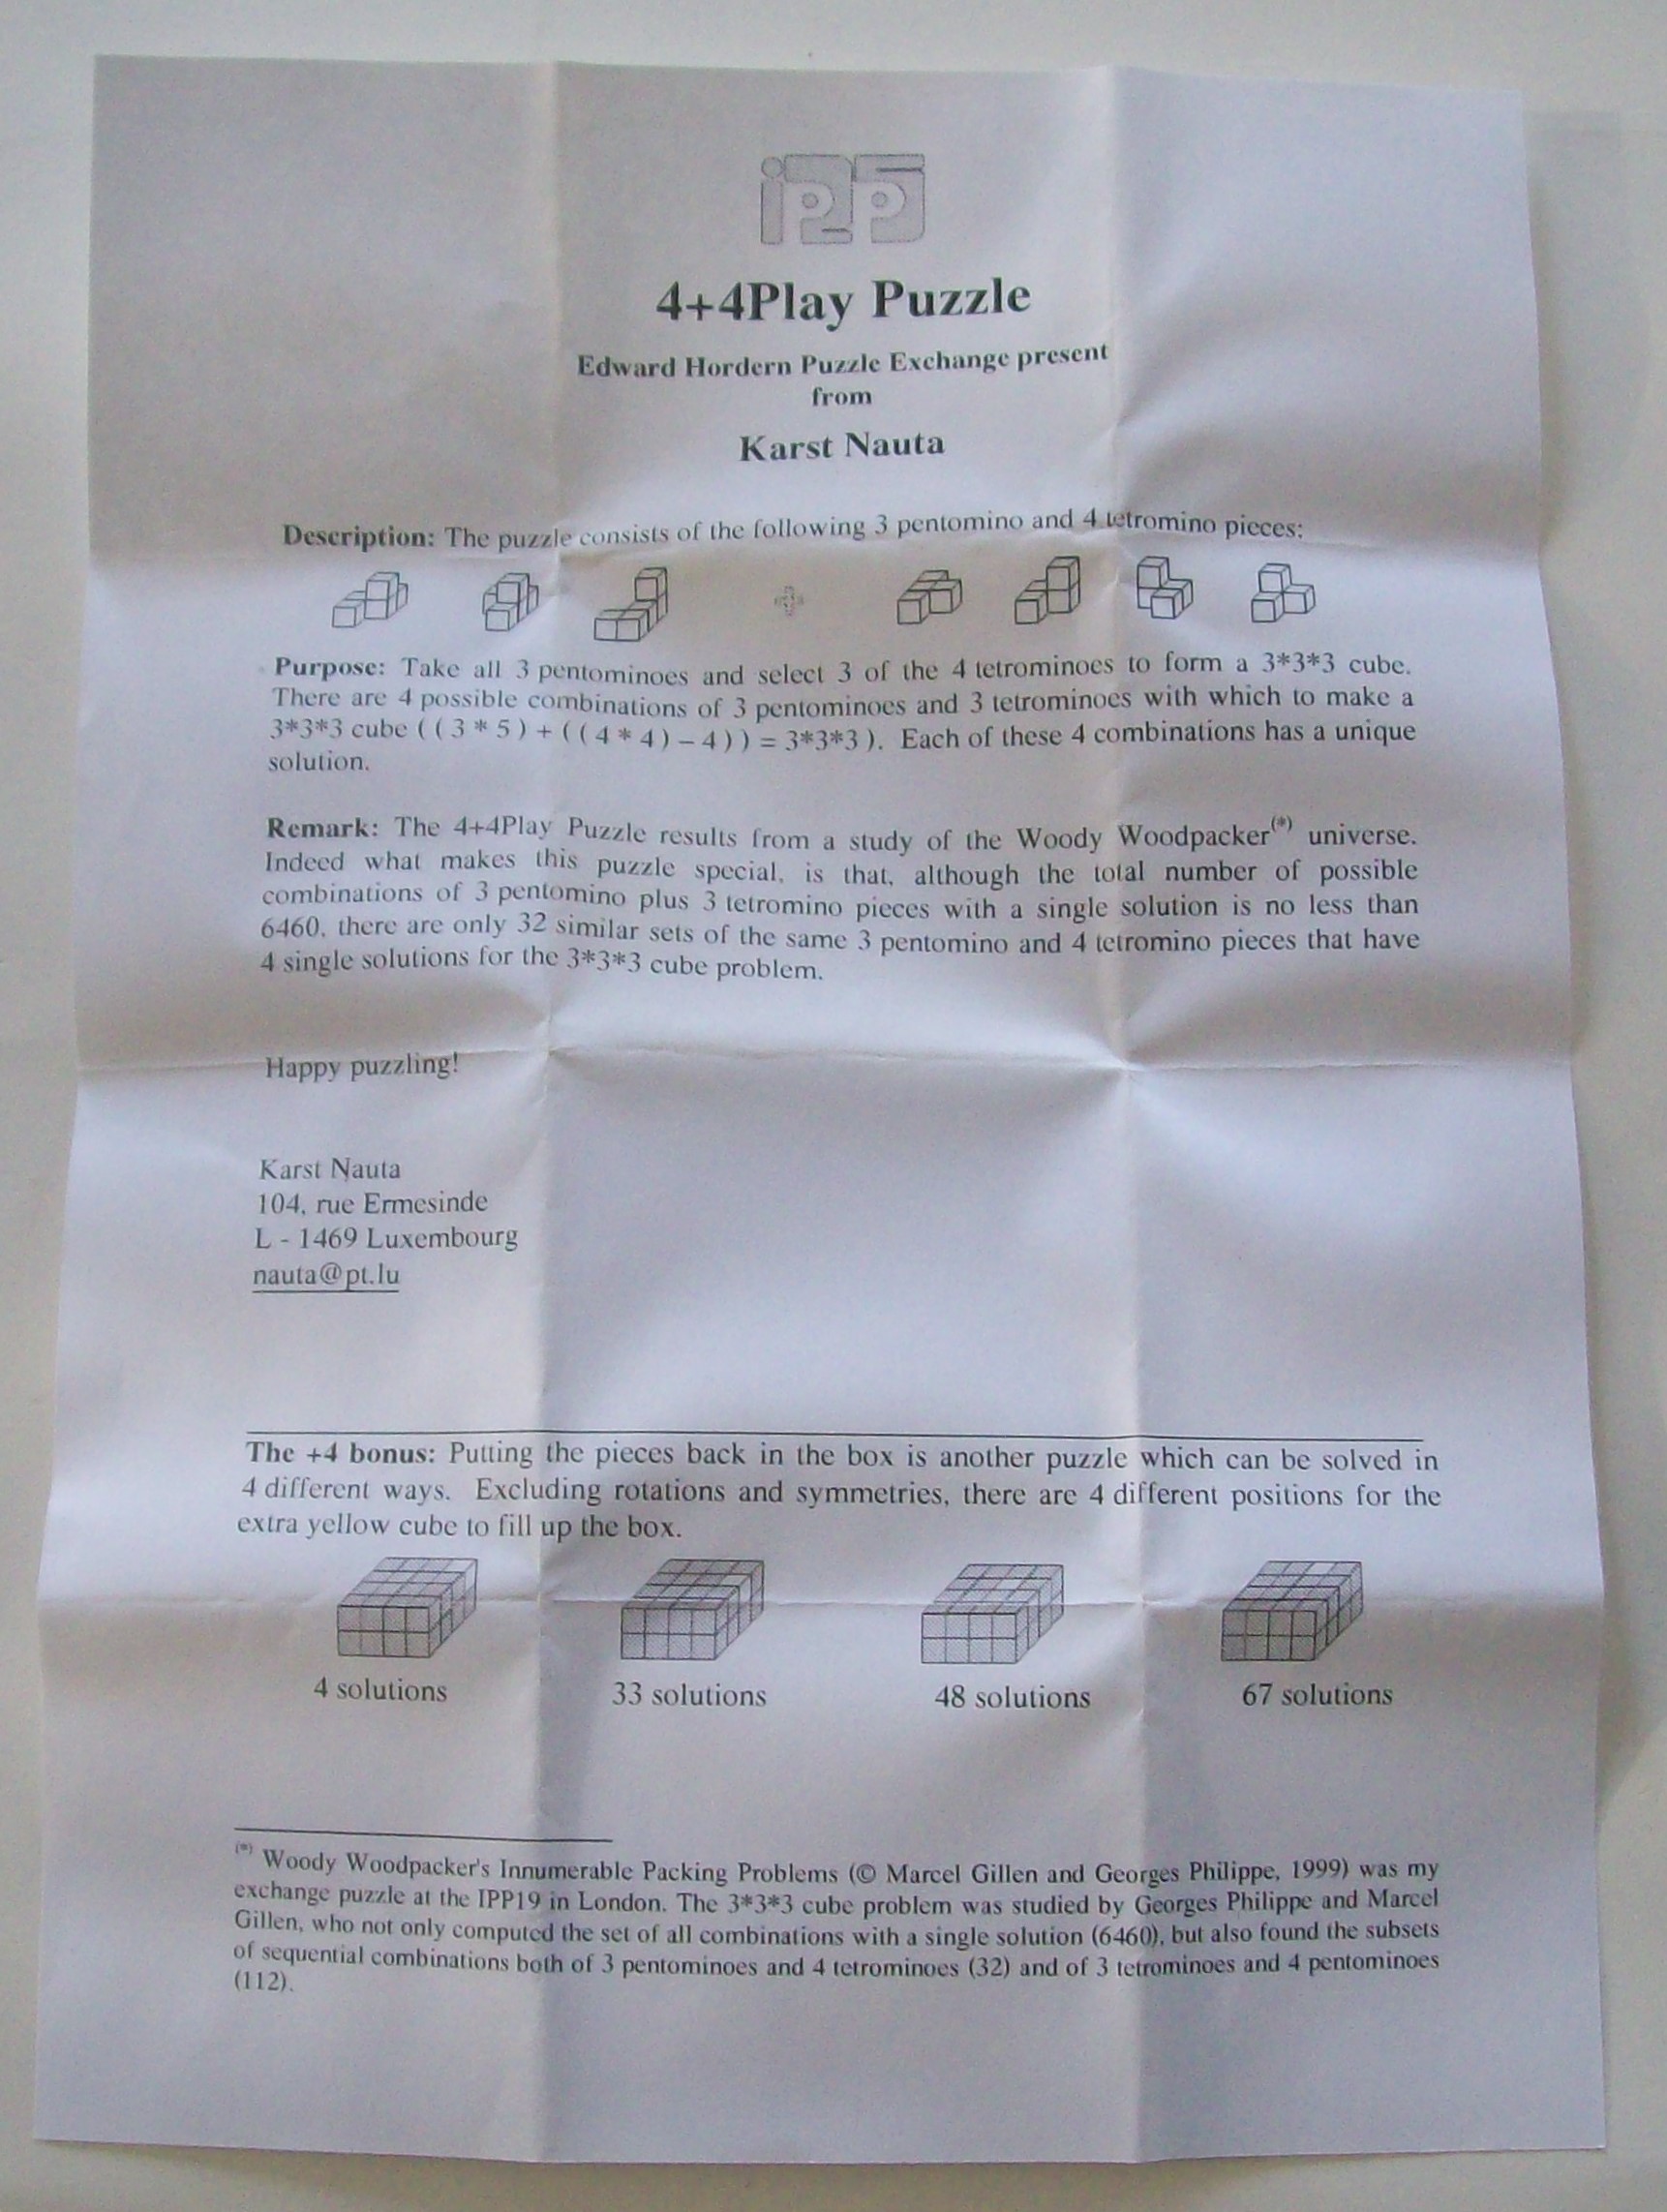 ipp25
4+4Play Puzzle
Edward Hordern Puzzle Exchange present
from
Karst Nauta
Description: The puzzle consists of the following 3 pentomino and 4 tetromino pieces:
Purpose: Take all 3 pentominoes and select 3 of the 4 tetrominoes to form a 3*3*3 cube.
There are 4 possible combinations of 3 pentominoes and 3 tetrominoes with which to make a
3*3*3 cube ( ( 3 * 5 ) + ( ( 4 * 4 ) – 4 ) ) = 3*3*3 ). Each of these 4 combinations has a unique
solution.
Remark: The 4+4Play Puzzle results from a study of the Woody Woodpacker(*) universe.
Indeed what makes this puzzle special, is that, although the total number of possible
combinations of 3 pentomino plus 3 tetromino pieces with a single solution is no less than
6460, there are only 32 similar sets of the same 3 pentomino and 4 tetromino pieces that have
4 single solutions for the 3*3*3 cube problem.
Happy puzzling!
Karst Nauta
104, rue Ermesinde
L - 1469 Luxembourg
nauta@pt.lu
The +4 bonus: Putting the pieces back in the box is another puzzle which can be solved in
4 different ways. Excluding rotations and symmetries, there are 4 different positions for the
extra yellow cube to fill up the box.
4 solutions 33 solutions 48 solutions 67 solutions
(*) Woody Woodpacker's Innumerable Packing Problems (© Marcel Gillen and Georges Philippe, 1999) was my
exchange puzzle at the IPP19 in London. The 3*3*3 cube problem was studied by Georges Philippe and Marcel
Gillen, who not only computed the set of all combinations with a single solution (6460), but also found the subsets
of sequential combinations both of 3 pentominoes and 4 tetrominoes (32) and of 3 tetrominoes and 4 pentominoes
(112).